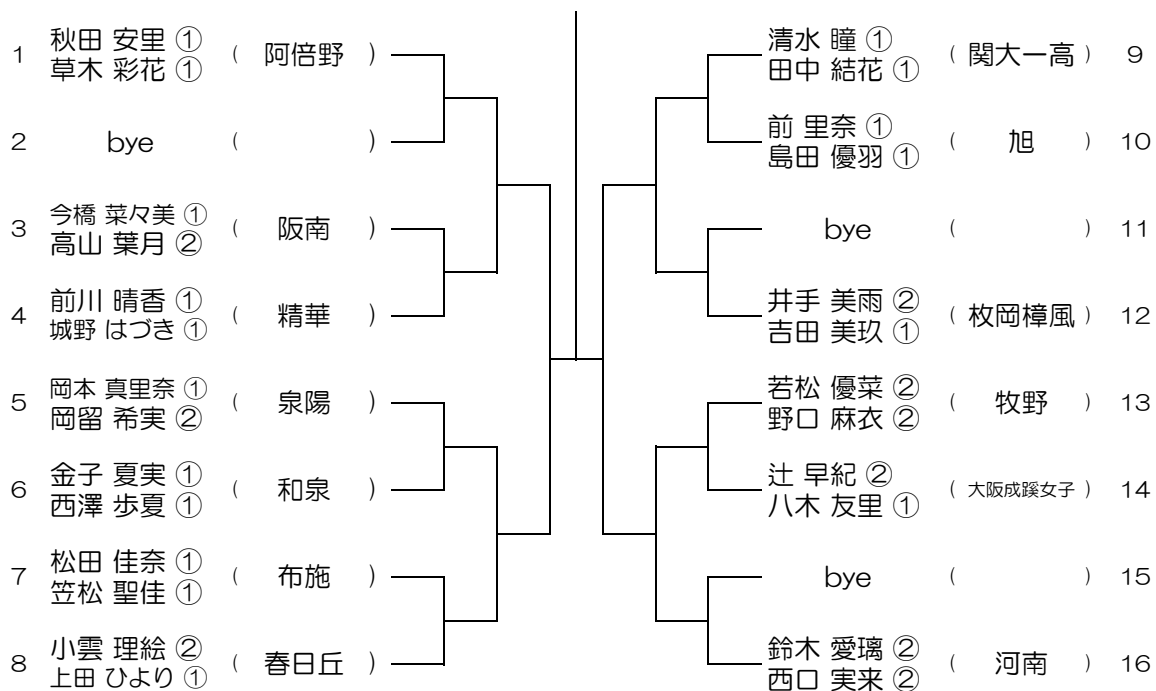 1 秋田 安里 ① ( 阿倍野 )
草木 彩花 ①
2 bye ( )
3 今橋 菜々美 ① ( 阪南 )
高山 葉月 ②
4 前川 晴香 ① ( 精華 )
城野 はづき ①
5 岡本 真里奈 ① ( 泉陽 )
岡留 希実 ②
6 金子 夏実 ① ( 和泉 )
西澤 歩夏 ①
7 松田 佳奈 ① ( 布施 )
笠松 聖佳 ①
8 小雲 理絵 ② ( 春日丘 )
上田 ひより ①
清水 瞳 ① ( 関大一高 ) 9
田中 結花 ①
前 里奈 ① ( 旭 ) 10
島田 優羽 ①
bye ( ) 11
井手 美雨 ② ( 枚岡樟風 ) 12
吉田 美玖 ①
若松 優菜 ② ( 牧野 ) 13
野口 麻衣 ②
辻 早紀 ② ( 大阪成蹊女子 ) 14
八木 友里 ①
bye ( ) 15
鈴木 愛璃 ② ( 河南 ) 16
西口 実来 ②